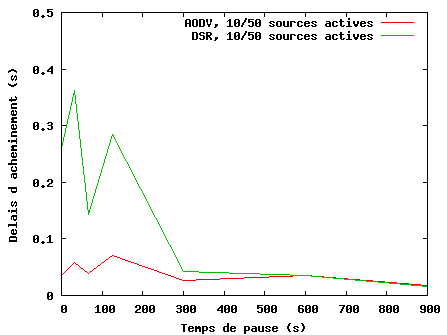 AODV, 10/50 sources actives
DSR, 10/50 sources actives
0.5
0.4
0.3
0.2
0.1
0
Delais d acheminement (s)
0 100 200 300 400 500 600 700 800 900
Temps de pause (s)